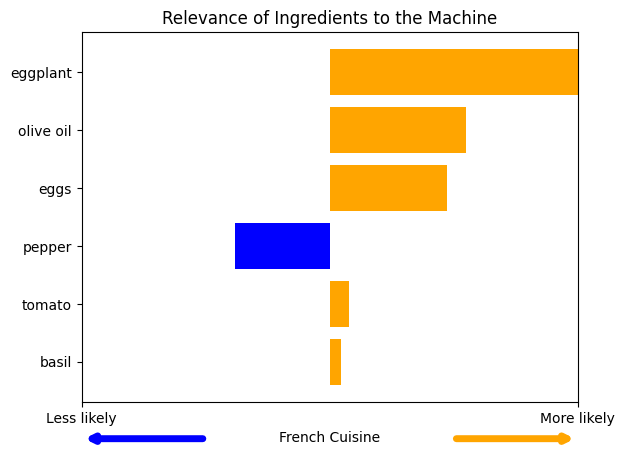 Relevance of Ingredients to the Machine
eggplant
olive oil
eggs
pepper
tomato
basil
Less likely
More likely
French Cuisine